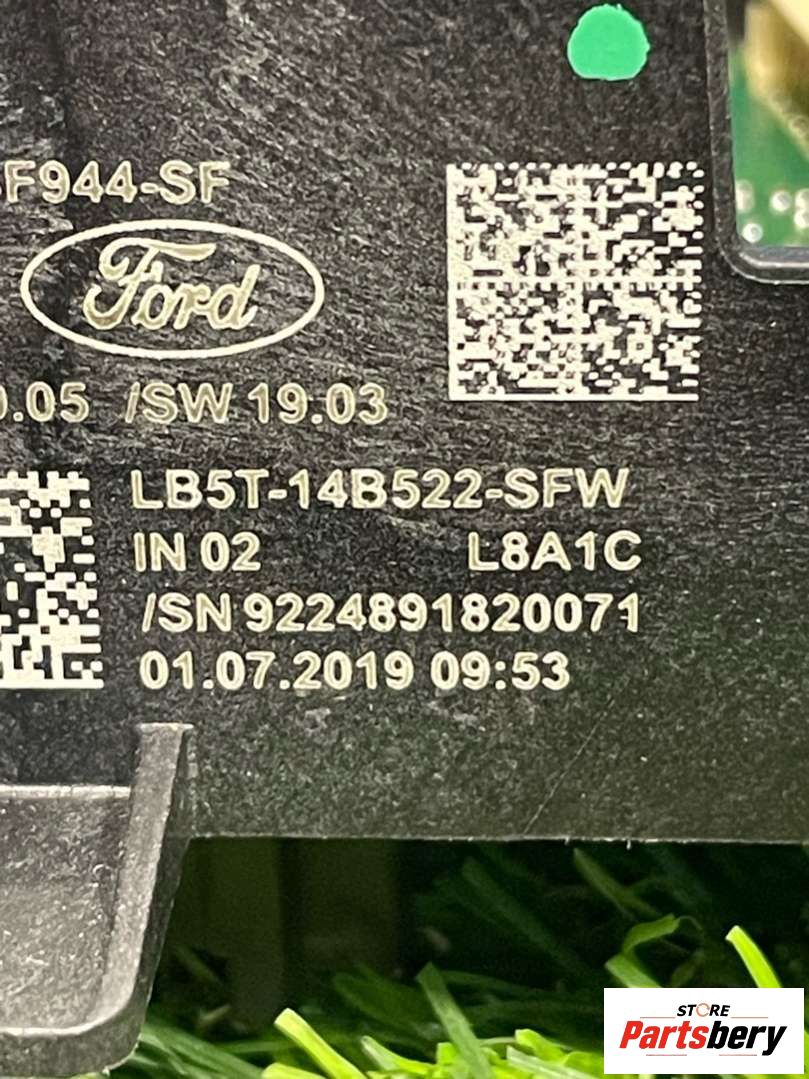 F944-SF
Ford
.05 /SW 19.03
LB5T-14B522-SFW
IN 02 L8A1C
/SN 9224891820071
01.07.2019 09:53
STORE
Partsbery